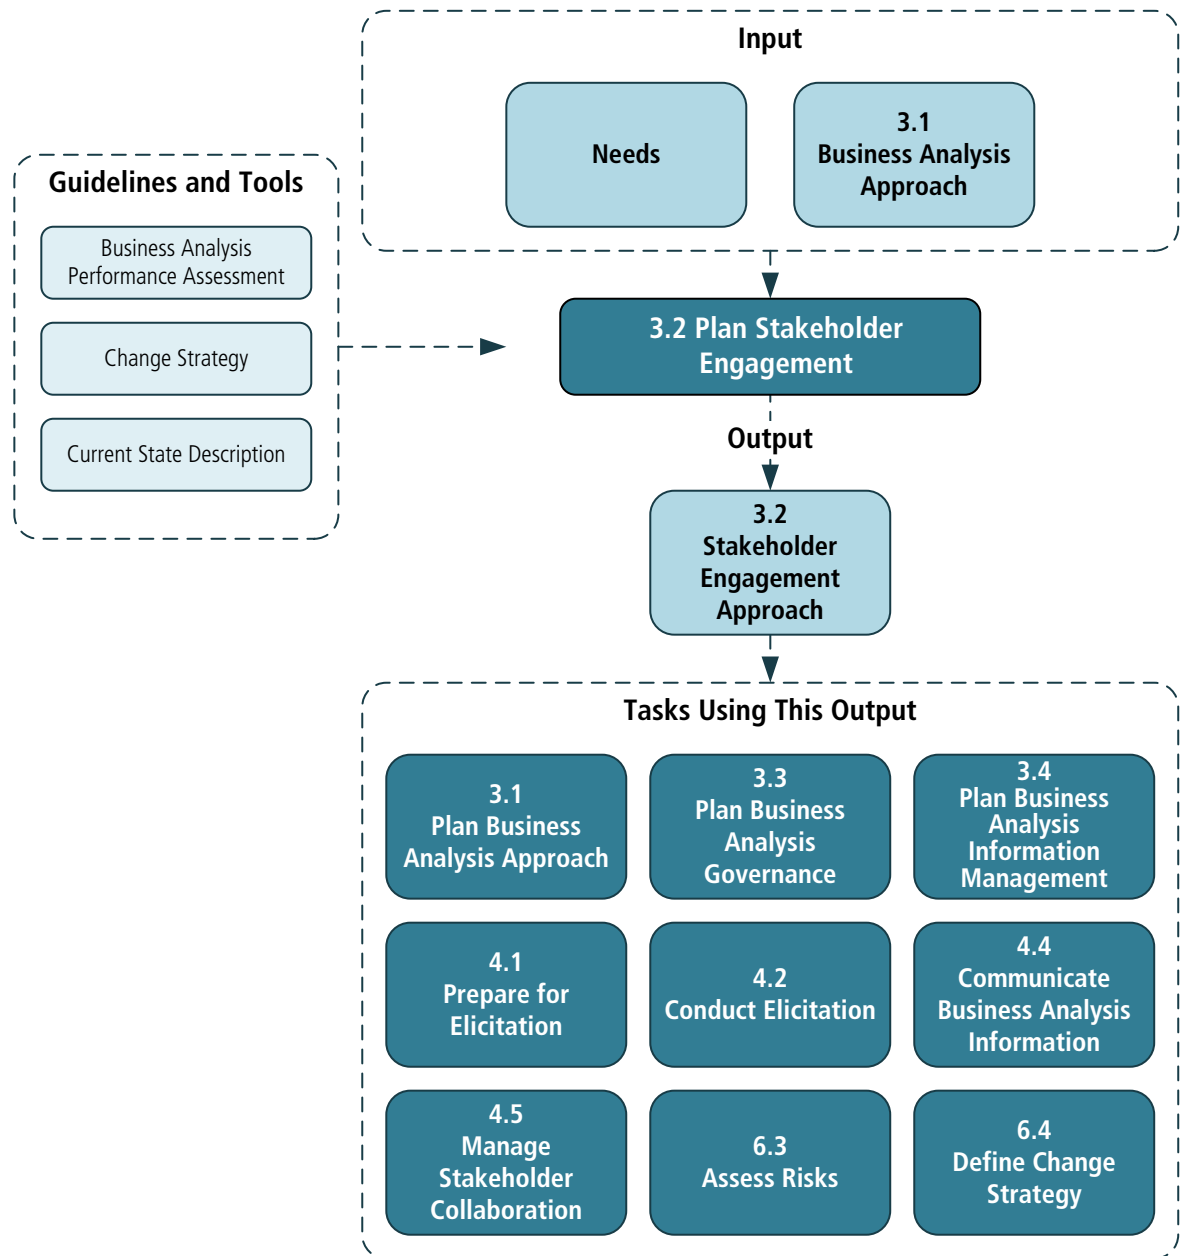 Input
Needs
3.1
Business Analysis
Approach
Guidelines and Tools
Business Analysis
Performance Assessment
Change Strategy
Current State Description
3.2 Plan Stakeholder
Engagement
Output
3.2
Stakeholder
Engagement
Approach
Tasks Using This Output
3.1
Plan Business
Analysis Approach
3.3
Plan Business
Analysis
Governance
3.4
Plan Business
Analysis
Information
Management
4.1
Prepare for
Elicitation
4.2
Conduct Elicitation
4.4
Communicate
Business Analysis
Information
4.5
Manage
Stakeholder
Collaboration
6.3
Assess Risks
6.4
Define Change
Strategy